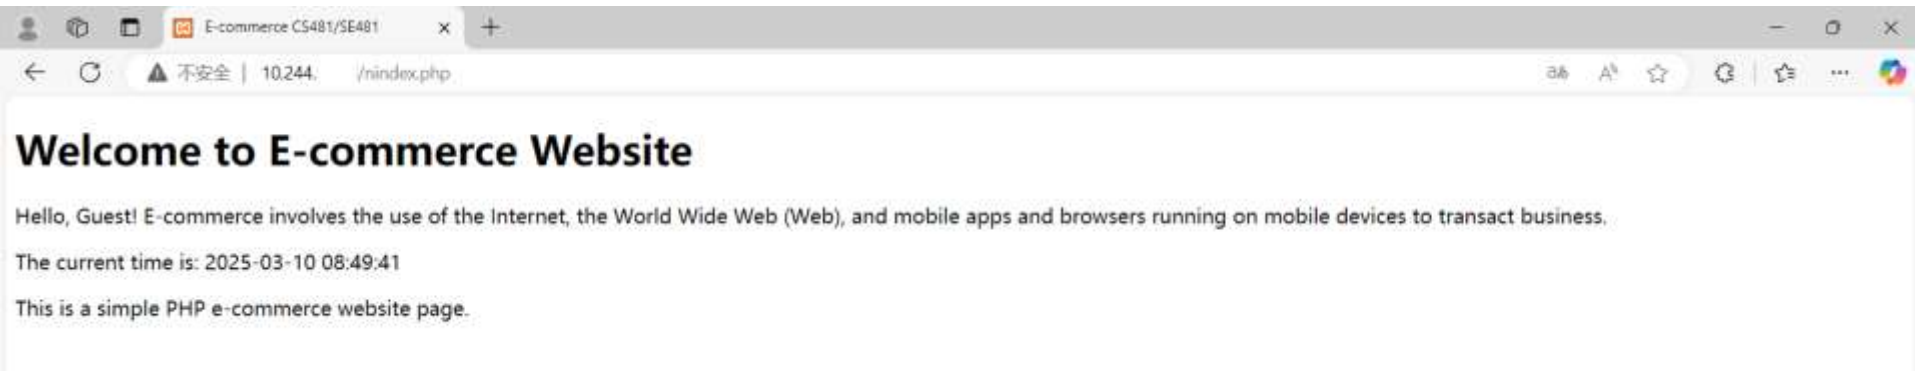 E-commerce CS481/SE481
不安全 | 10.244. /nindex.php
Welcome to E-commerce Website
Hello, Guest! E-commerce involves the use of the Internet, the World Wide Web (Web), and mobile apps and browsers running on mobile devices to transact business.
The current time is: 2025-03-10 08:49:41
This is a simple PHP e-commerce website page.